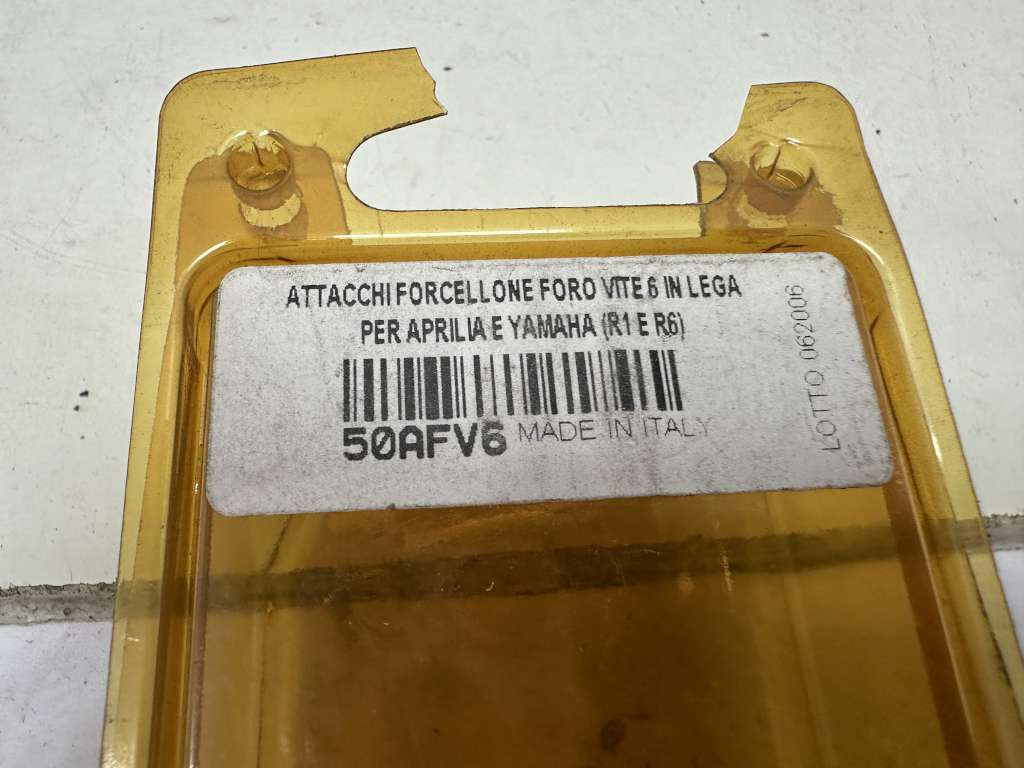 ATTACCHI FORCELLONE FORO VITE 6 IN LEGA
PER APRILIA E YAMAHA (R1 E R6)
50AFV6 MADE IN ITALY
LOTTO 062006